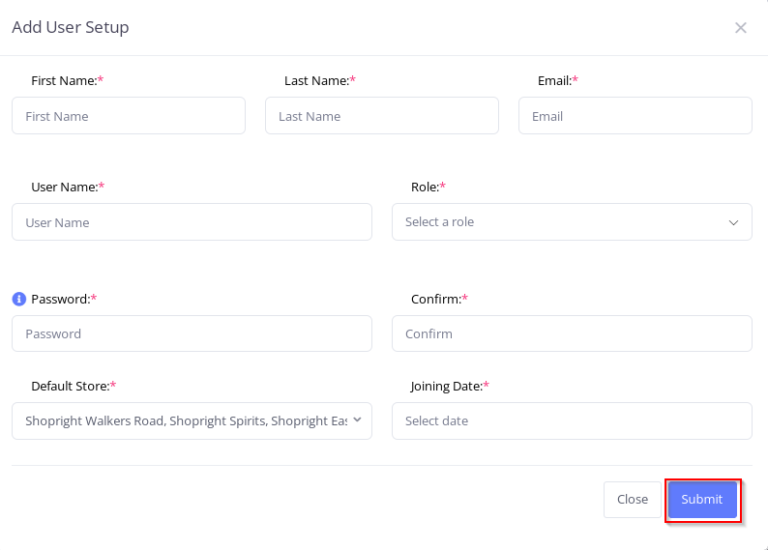 Add User Setup
First Name:* Last Name:* Email:*
First Name Last Name Email
User Name:* Role:*
User Name Select a role
Password:* Confirm:*
Password Confirm
Default Store:* Joining Date:*
Shopright Walkers Road, Shopright Spirits, Shopright Eas Select date
Close Submit